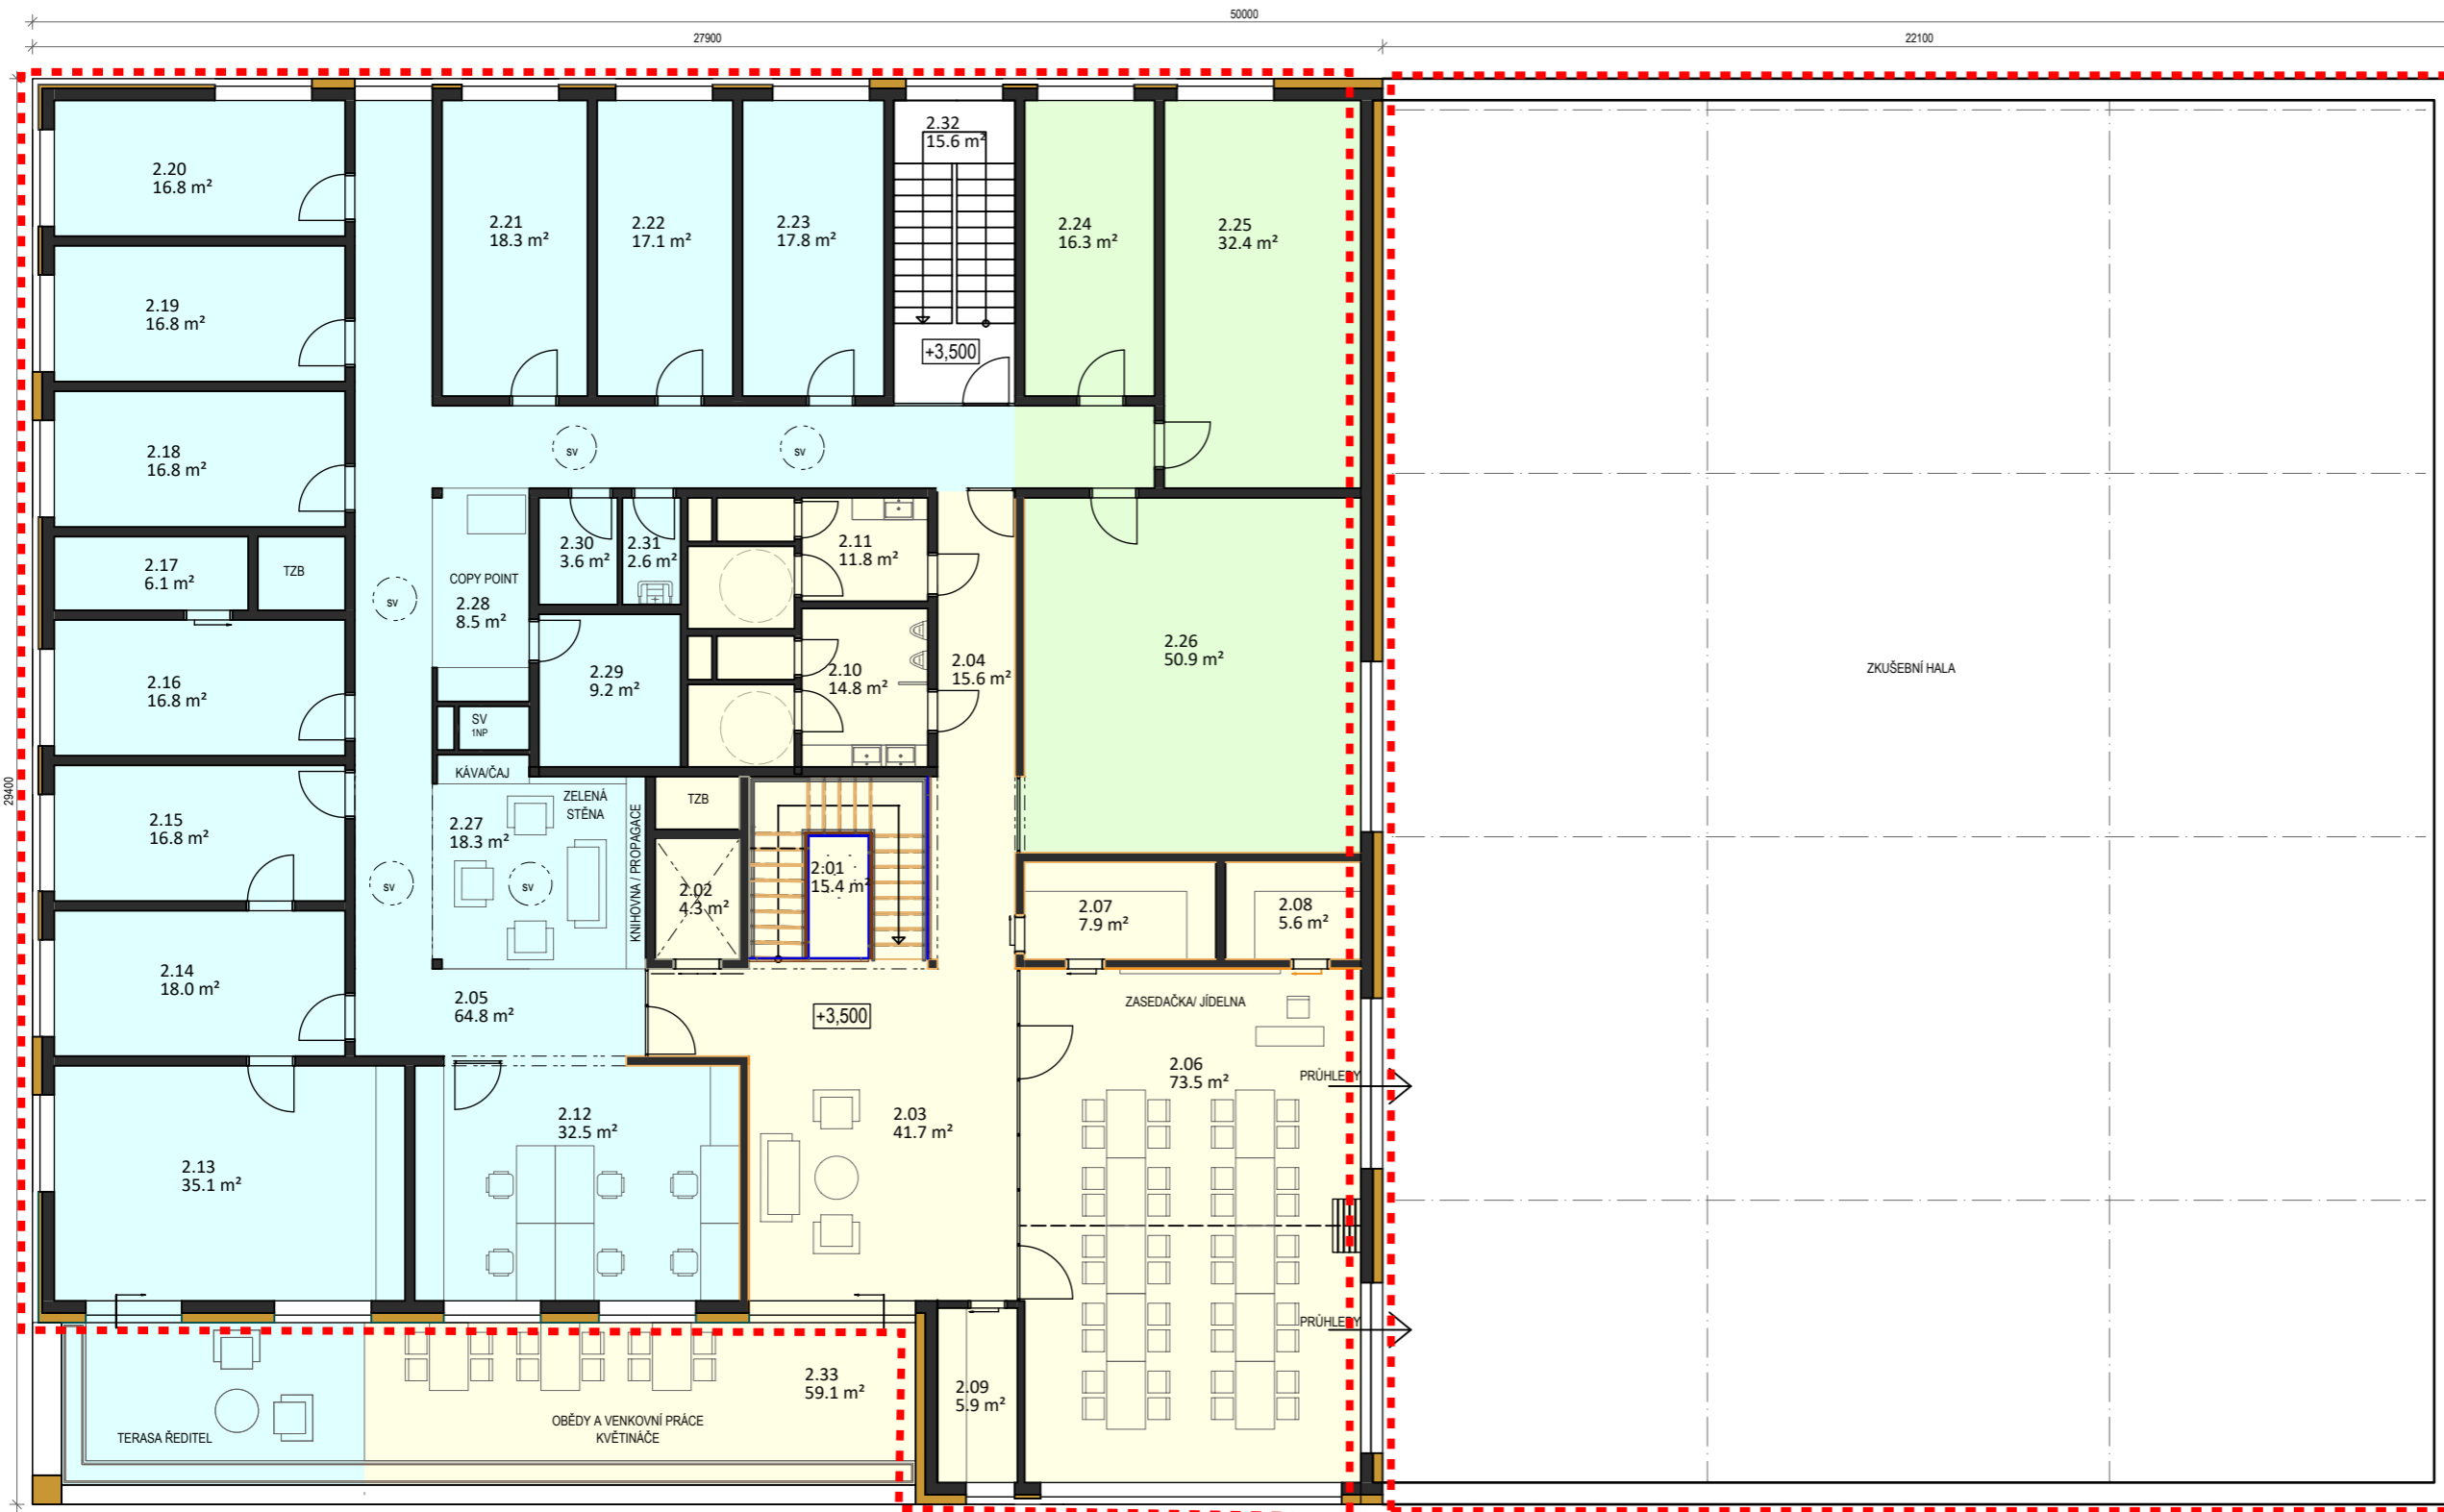 50000
27900
22100
29400
2.20
16.8 m²
2.19
16.8 m²
2.18
16.8 m²
2.17
6.1 m²
TZB
2.16
16.8 m²
2.15
16.8 m²
2.14
18.0 m²
2.13
35.1 m²
2.21
18.3 m²
2.22
17.1 m²
2.23
17.8 m²
2.32
15.6 m²
+3,500
2.24
16.3 m²
2.25
32.4 m²
sv
sv
sv
COPY POINT
2.28
8.5 m²
2.30
3.6 m²
2.31
2.6 m²
2.29
9.2 m²
2.11
11.8 m²
2.10
14.8 m²
2.04
15.6 m²
2.26
50.9 m²
ZKUŠEBNÍ HALA
SV
1NP
KÁVA/ČAJ
ZELENÁ
STĚNA
KNIHOVNA / PROPAGACE
2.27
18.3 m²
sv
sv
TZB
2.02
4.3 m²
2.01
15.4 m²
2.07
7.9 m²
2.08
5.6 m²
2.05
64.8 m²
+3,500
ZASEDAČKA/ JÍDELNA
2.06
73.5 m²
PRŮHLEDY
2.12
32.5 m²
2.03
41.7 m²
PRŮHLEDY
2.33
59.1 m²
2.09
5.9 m²
TERASA ŘEDITEL
OBĚDY A VENKOVNÍ PRÁCE
KVĚTINÁČE